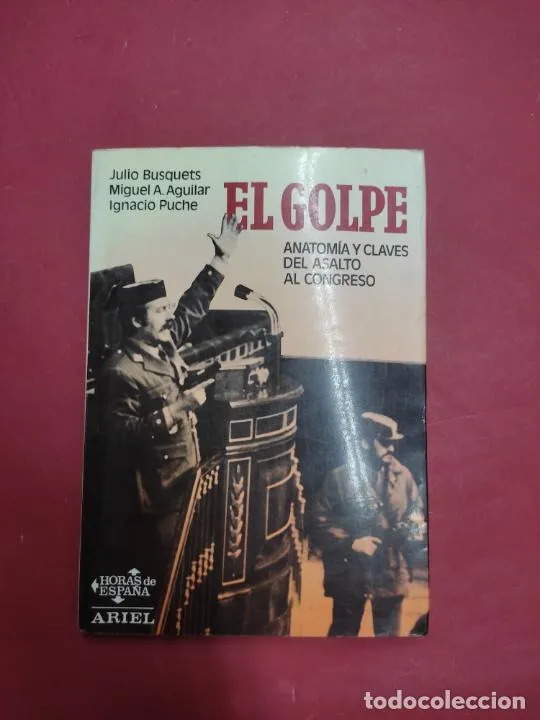 Julio Busquets
Miguel A. Aguilar
Ignacio Puche
EL GOLPE
ANATOMÍA Y CLAVES
DEL ASALTO
AL CONGRESO
HORAS de
ESPAÑA
ARIEL
todocoleccion